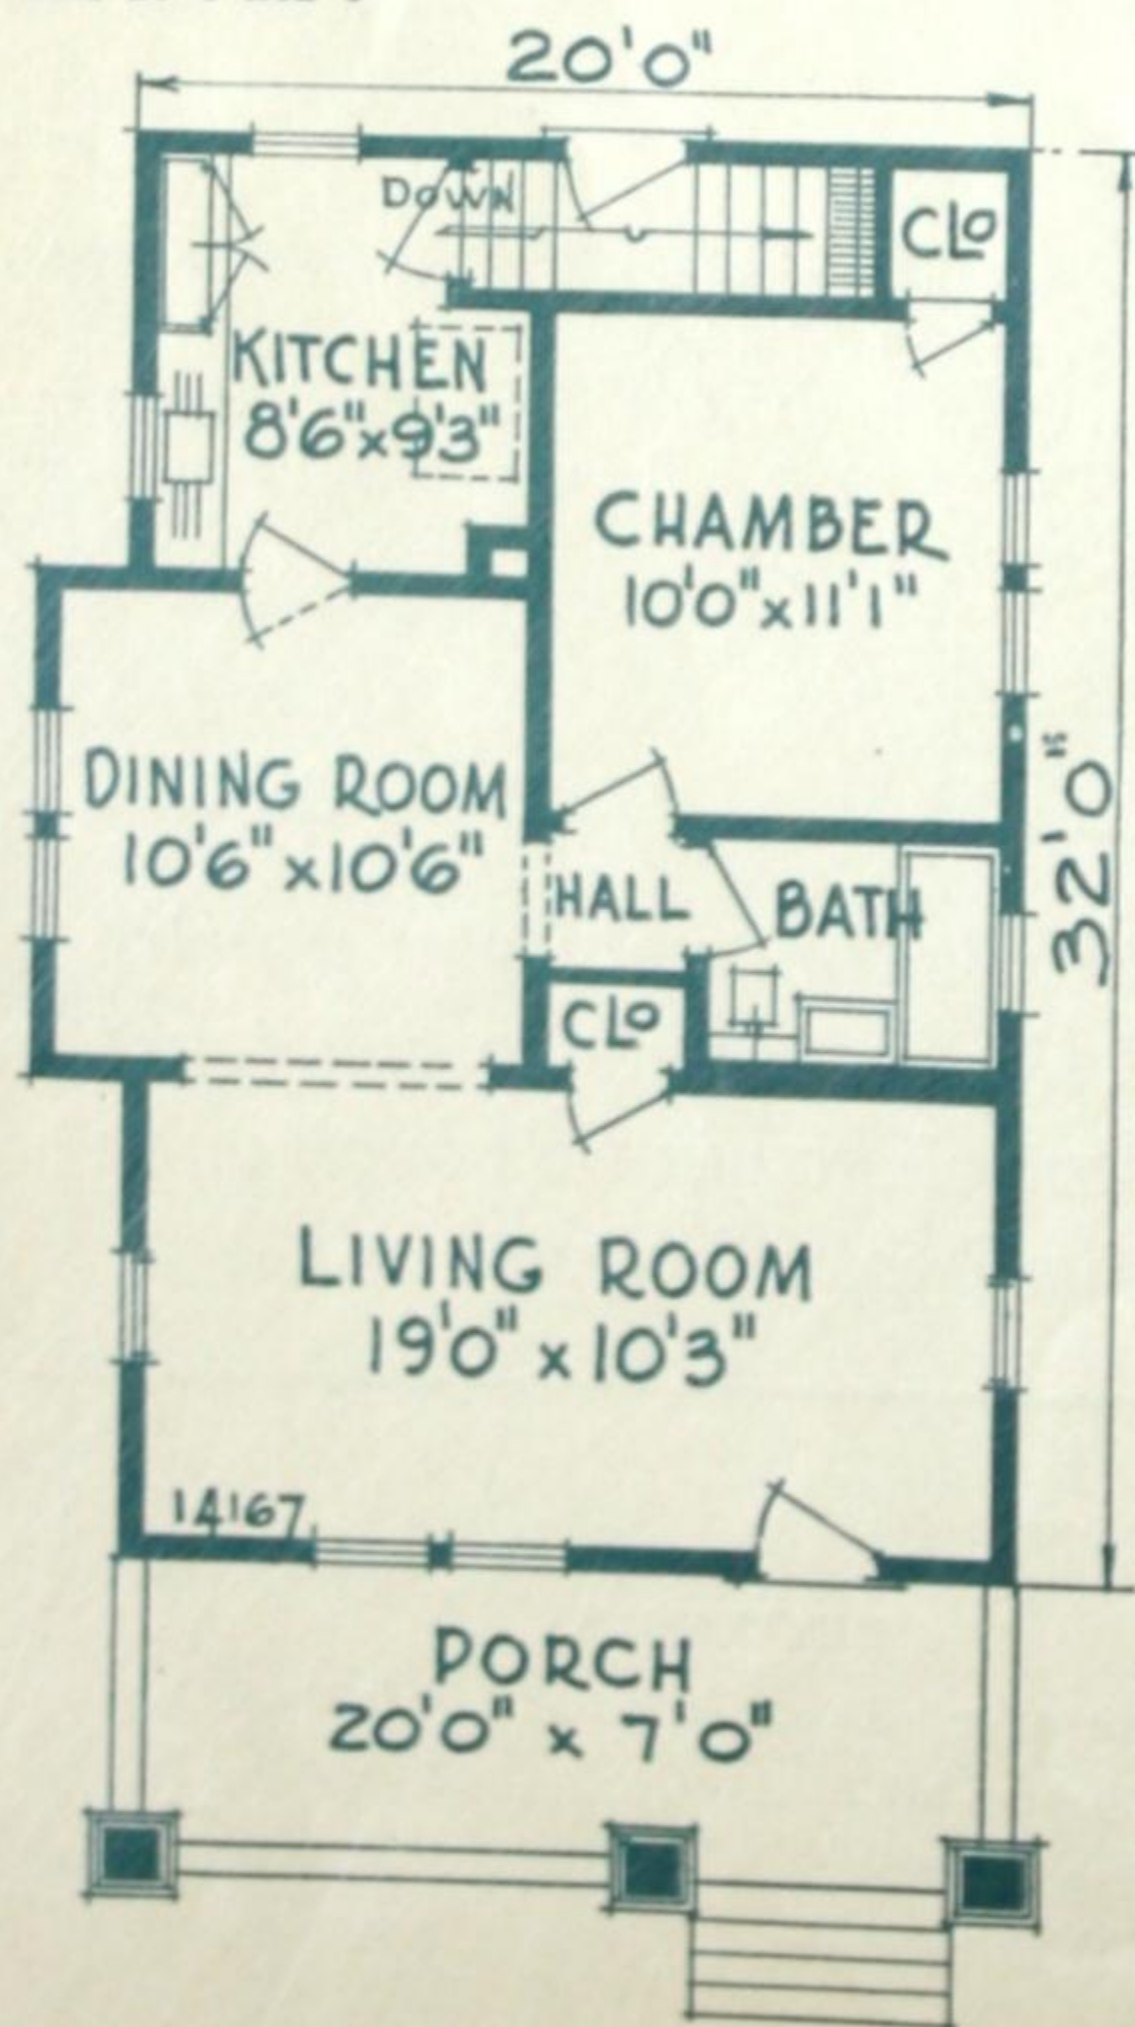 20'0"
DOWN
CLO
KITCHEN
8'6"x9'3"
CHAMBER
10'0"x11'1"
DINING ROOM
10'6"x10'6"
HALL
BATH
32'0"
CLO
LIVING ROOM
19'0" x 10'3"
14167
PORCH
20'0" x 7'0"